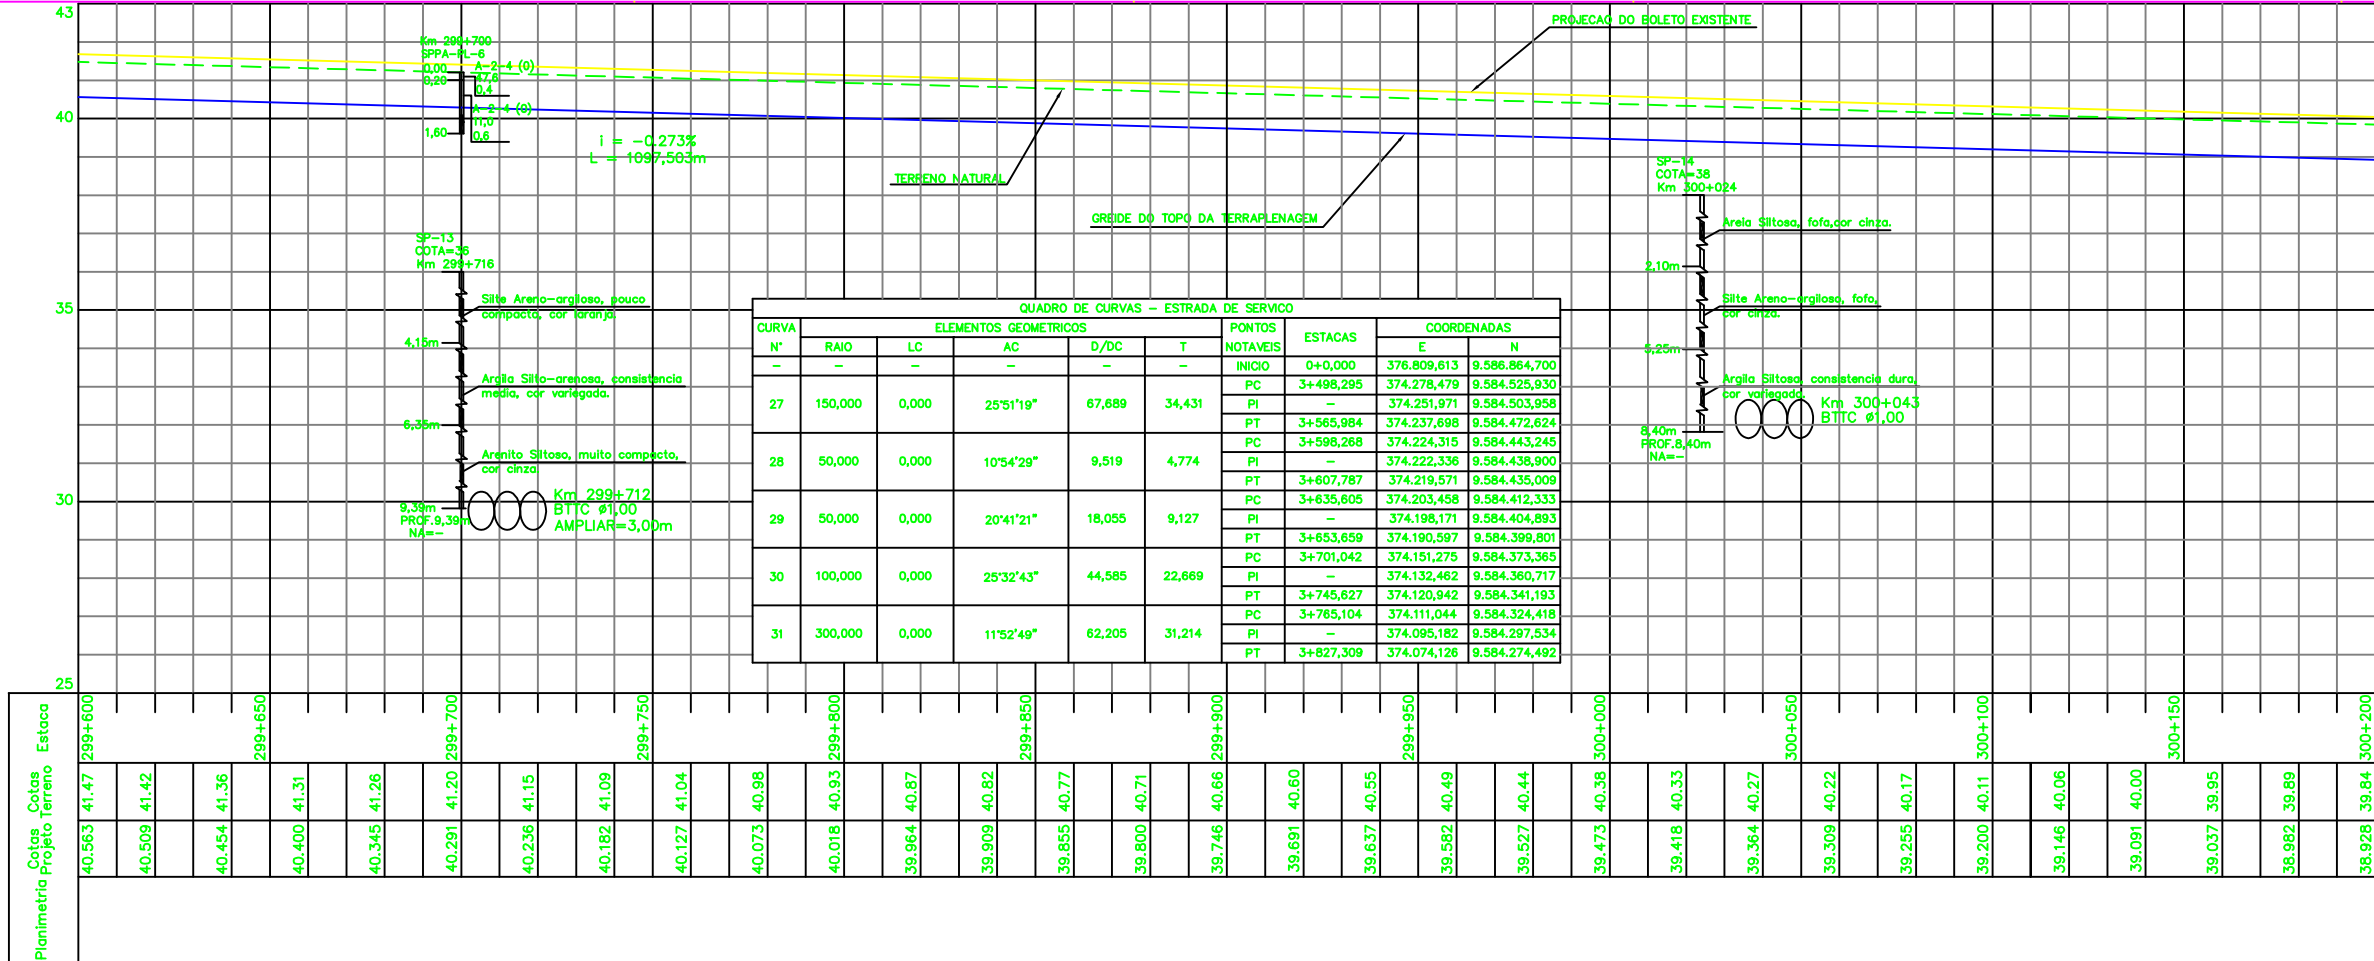 43
40
35
30
25
Km 299+700
SPPA-PL-6
0,00
0,20
1,60
A-2-4 (0)
47,6
0,4
A-2-4 (0)
11,0
0,6
i = -0.273%
L = 1097,503m
TERRENO NATURAL
GREIDE DO TOPO DA TERRAPLENAGEM
PROJECAO DO BOLETO EXISTENTE
SP-13
COTA=36
Km 299+716
Silte Areno-argiloso, pouco
compacto, cor laranja.
4,15m
Argila Silto-arenosa, consistencia
media, cor variegada.
6,35m
Arenito Siltoso, muito compacto,
cor cinza.
9,39m
PROF.9,39m
NA=-
Km 299+712
BTTC ø1,00
AMPLIAR=3,00m
SP-14
COTA=38
Km 300+024
Areia Siltosa, fofa,cor cinza.
2,10m
Silte Areno-argiloso, fofo,
cor cinza.
5,25m
Argila Siltosa, consistencia dura,
cor variegada.
8,40m
PROF.8,40m
NA=-
Km 300+043
BTTC ø1,00
QUADRO DE CURVAS - ESTRADA DE SERVICO
CURVA ELEMENTOS GEOMETRICOS PONTOS ESTACAS COORDENADAS
N° RAIO LC AC D/DC T NOTAVEIS E N
- - - - - - INICIO 0+0,000 376.809,613 9.586.864,700
PC 3+498,295 374.278,479 9.584.525,930
27 150,000 0,000 25°51'19" 67,689 34,431 PI - 374.251,971 9.584.503,958
PT 3+565,984 374.237,698 9.584.472,624
PC 3+598,268 374.224,315 9.584.443,245
28 50,000 0,000 10°54'29" 9,519 4,774 PI - 374.222,336 9.584.438,900
PT 3+607,787 374.219,571 9.584.435,009
PC 3+635,605 374.203,458 9.584.412,333
29 50,000 0,000 20°41'21" 18,055 9,127 PI - 374.198,171 9.584.404,893
PT 3+653,659 374.190,597 9.584.399,801
PC 3+701,042 374.151,275 9.584.373,365
30 100,000 0,000 25°32'43" 44,585 22,669 PI - 374.132,462 9.584.360,717
PT 3+745,627 374.120,942 9.584.341,193
PC 3+765,104 374.111,044 9.584.324,418
31 300,000 0,000 11°52'49" 62,205 31,214 PI - 374.095,182 9.584.297,534
PT 3+827,309 374.074,126 9.584.274,492
Estaca 299+600 299+650 299+700 299+750 299+800 299+850 299+900 299+950 300+000 300+050 300+100 300+150 300+200
Cotas Terreno 41.47 41.42 41.36 41.31 41.26 41.20 41.15 41.09 41.04 40.98 40.93 40.87 40.82 40.77 40.71 40.66 40.60 40.55 40.49 40.44 40.38 40.33 40.27 40.22 40.17 40.11 40.06 40.00 39.95 39.89 39.84
Cotas Projeto 40.563 40.509 40.454 40.400 40.345 40.291 40.236 40.182 40.127 40.073 40.018 39.964 39.909 39.855 39.800 39.746 39.691 39.637 39.582 39.527 39.473 39.418 39.364 39.309 39.255 39.200 39.146 39.091 39.037 38.982 38.928
Planimetria